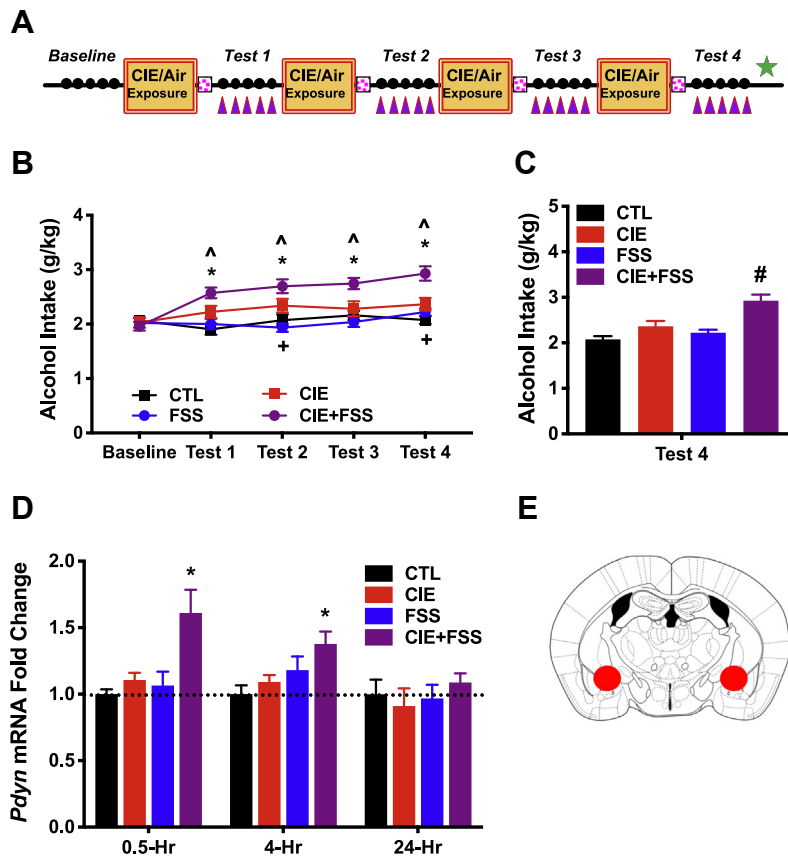 A
Baseline
Test 1
Test 2
Test 3
Test 4
CIE/Air
Exposure
CIE/Air
Exposure
CIE/Air
Exposure
CIE/Air
Exposure
B
Alcohol Intake (g/kg)
4
3
2
1
0
^
*
^
*
+
^
*
^
*
+
CTL
CIE
FSS
CIE+FSS
Baseline
Test 1
Test 2
Test 3
Test 4
C
Alcohol Intake (g/kg)
5
4
3
2
1
0
CTL
CIE
FSS
CIE+FSS
#
Test 4
D
Pdyn mRNA Fold Change
2.0
1.5
1.0
0.5
0.0
*
*
CTL
CIE
FSS
CIE+FSS
0.5-Hr
4-Hr
24-Hr
E